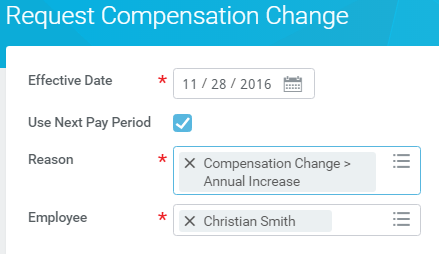 Request Compensation Change
Effective Date * 11 / 28 / 2016
Use Next Pay Period
Reason * × Compensation Change >
Annual Increase
Employee * × Christian Smith